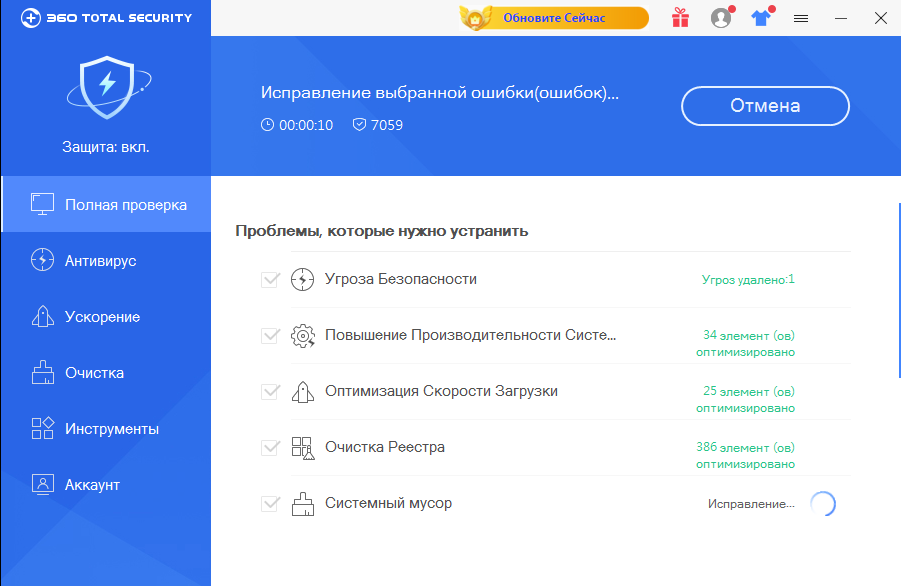 360 TOTAL SECURITY
Обновите Сейчас
Защита: вкл.
Исправление выбранной ошибки(ошибок)...
00:00:10 7059
Отмена
Полная проверка
Антивирус
Ускорение
Очистка
Инструменты
Аккаунт
Проблемы, которые нужно устранить
Угроза Безопасности
Угроз удалено:1
Повышение Производительности Систе...
34 элемент (ов)
оптимизировано
Оптимизация Скорости Загрузки
25 элемент (ов)
оптимизировано
Очистка Реестра
386 элемент (ов)
оптимизировано
Системный мусор
Исправление...